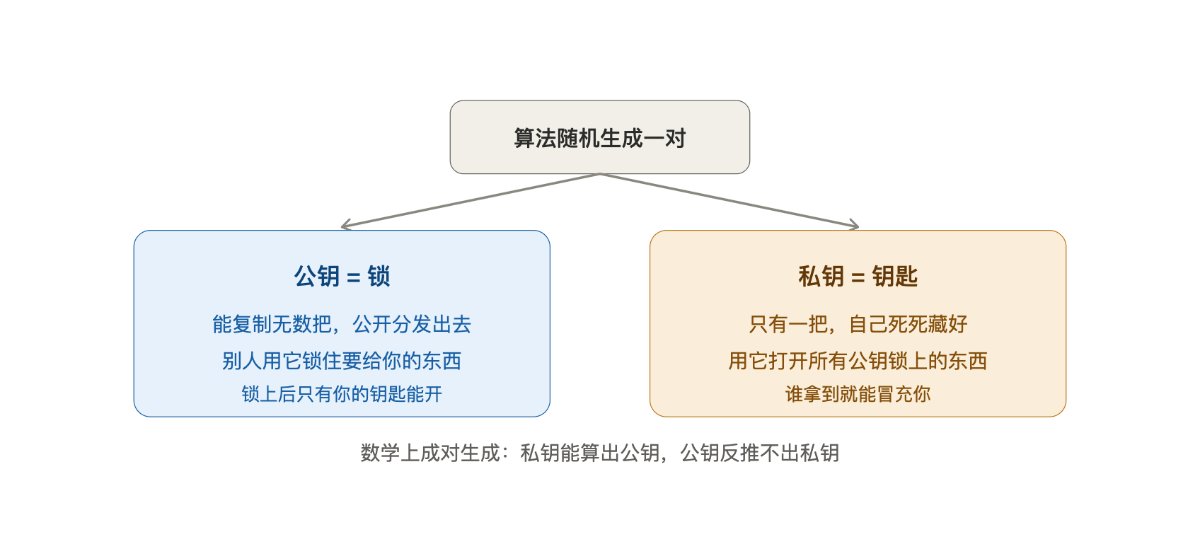 算法随机生成一对
公钥 = 锁
能复制无数把，公开分发出去
别人用它锁住要给你的东西
锁上后只有你的钥匙能开
私钥 = 钥匙
只有一把，自己死死藏好
用它打开所有公钥锁上的东西
谁拿到就能冒充你
数学上成对生成：私钥能算出公钥，公钥反推不出私钥